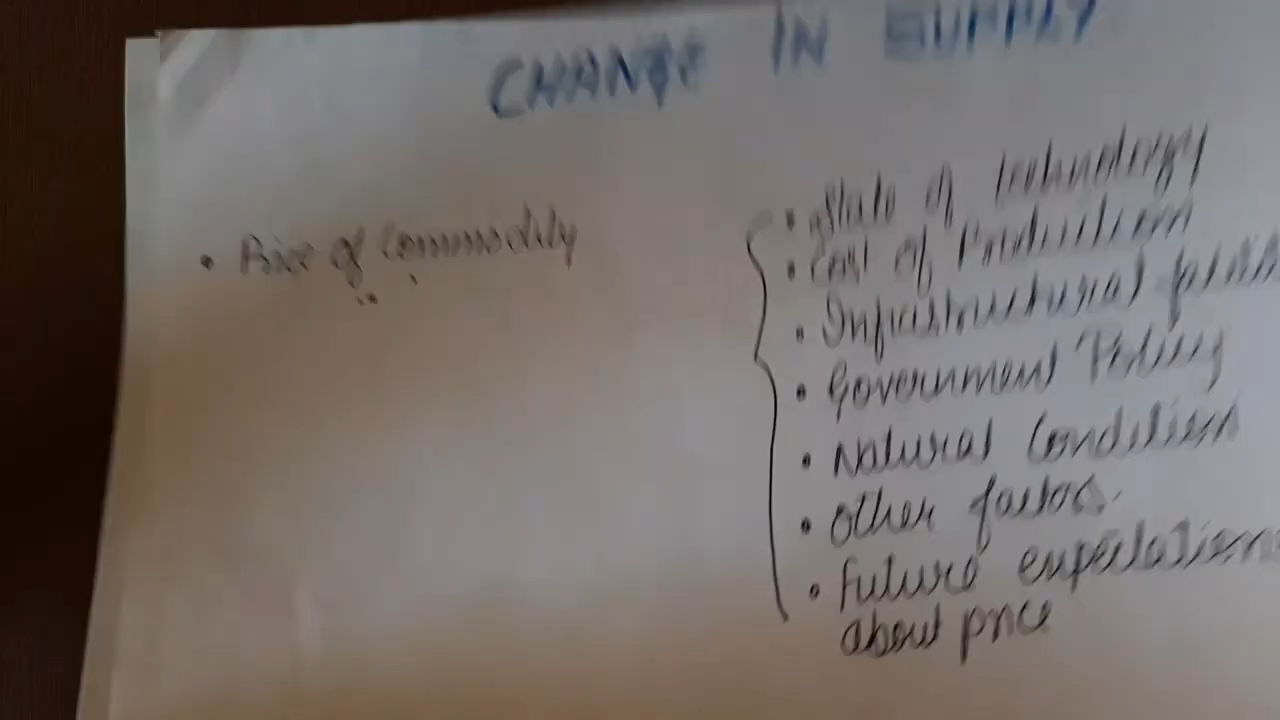 CHANGE IN SUPPLY
• Price of Commodity
• State of technology
• Cost of Production
• Infrastructural
• Government Policy
• Natural Conditions
• Other factors.
• Future expectations
about price